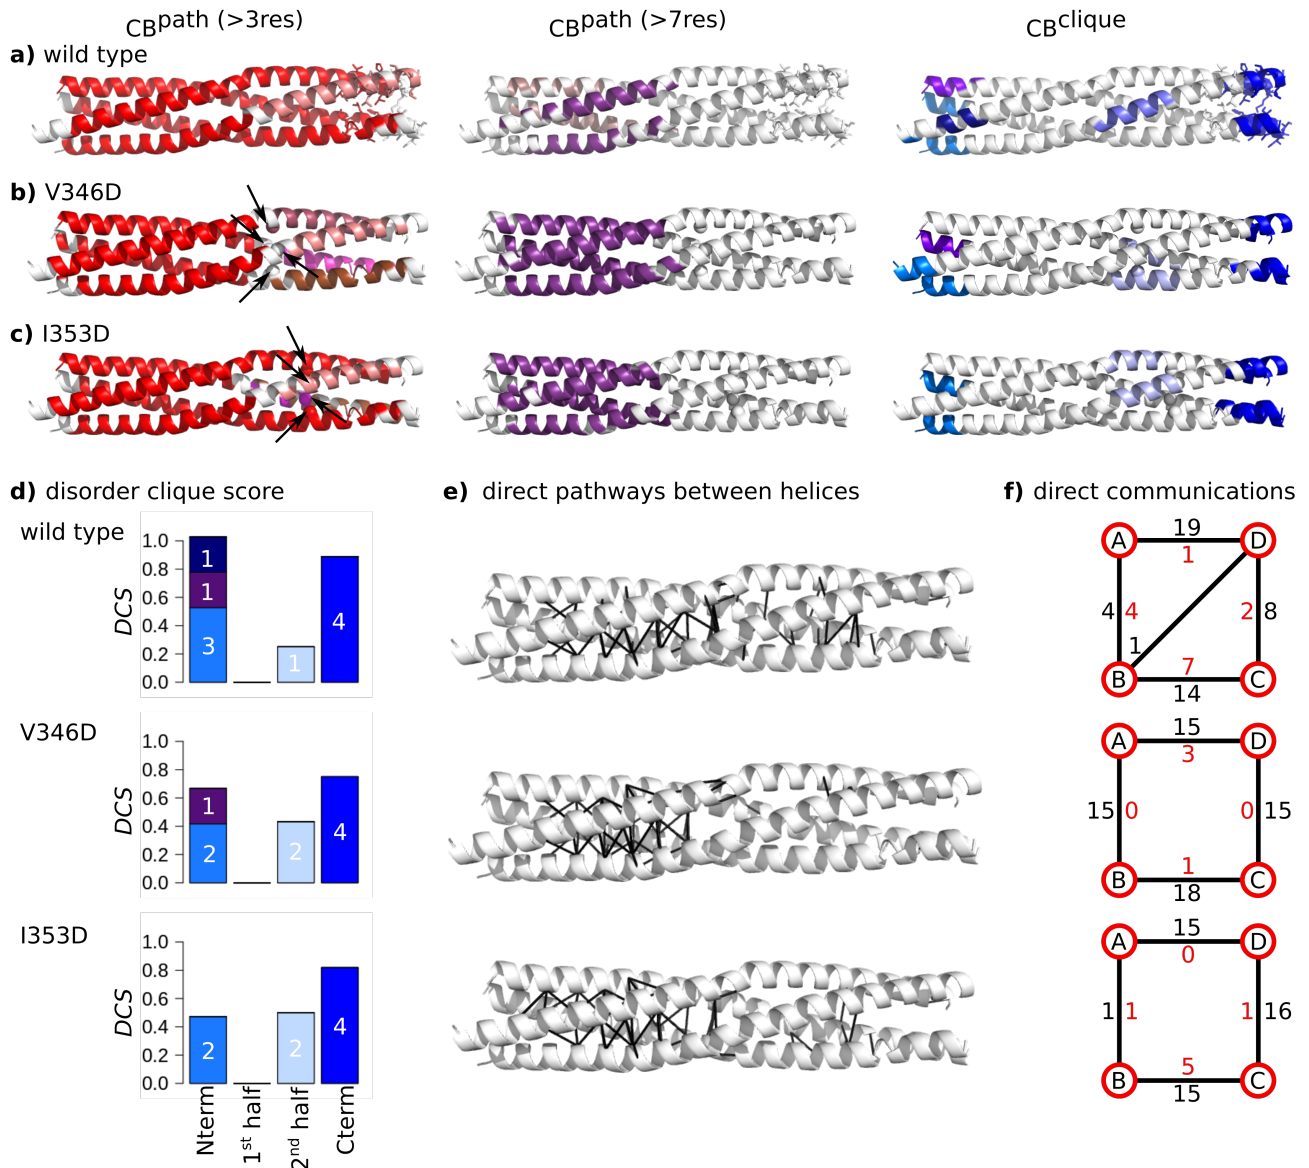 CBpath (>3res) CBpath (>7res) CBclique
a) wild type
b) V346D
c) I353D
d) disorder clique score
wild type
DCS
1.0
0.8
0.6
0.4
0.2
0.0
1
1
3
1
4
V346D
DCS
1.0
0.8
0.6
0.4
0.2
0.0
1
2
2
4
I353D
DCS
1.0
0.8
0.6
0.4
0.2
0.0
2
2
4
Nterm
1st half
2nd half
Cterm
e) direct pathways between helices
f) direct communications
A 19 D
1
4 4 2 8
1
7
B 14 C
A 15 D
3
15 0 0 15
1
B 18 C
A 15 D
0
1 1 1 16
5
B 15 C